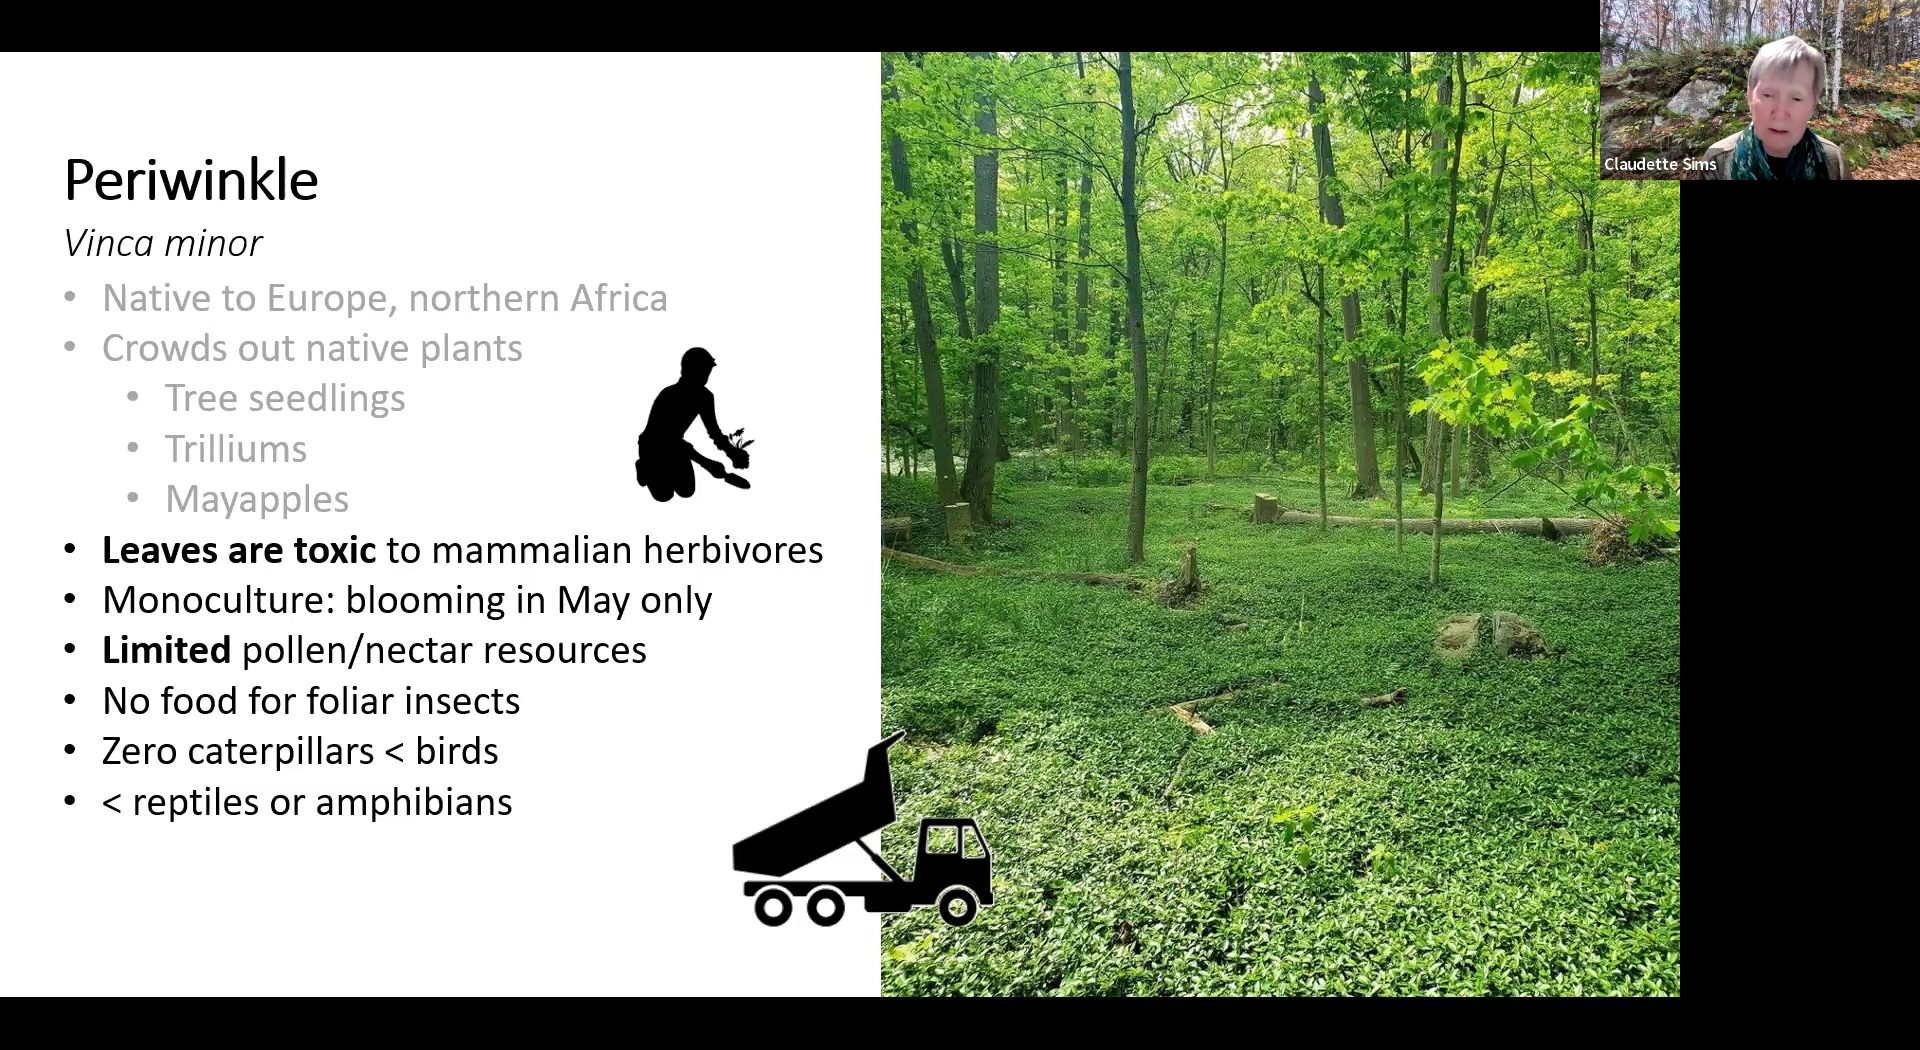 Periwinkle
Vinca minor
• Native to Europe, northern Africa
• Crowds out native plants
• Tree seedlings
• Trilliums
• Mayapples
• Leaves are toxic to mammalian herbivores
• Monoculture: blooming in May only
• Limited pollen/nectar resources
• No food for foliar insects
• Zero caterpillars < birds
• < reptiles or amphibians
Claudette Sims